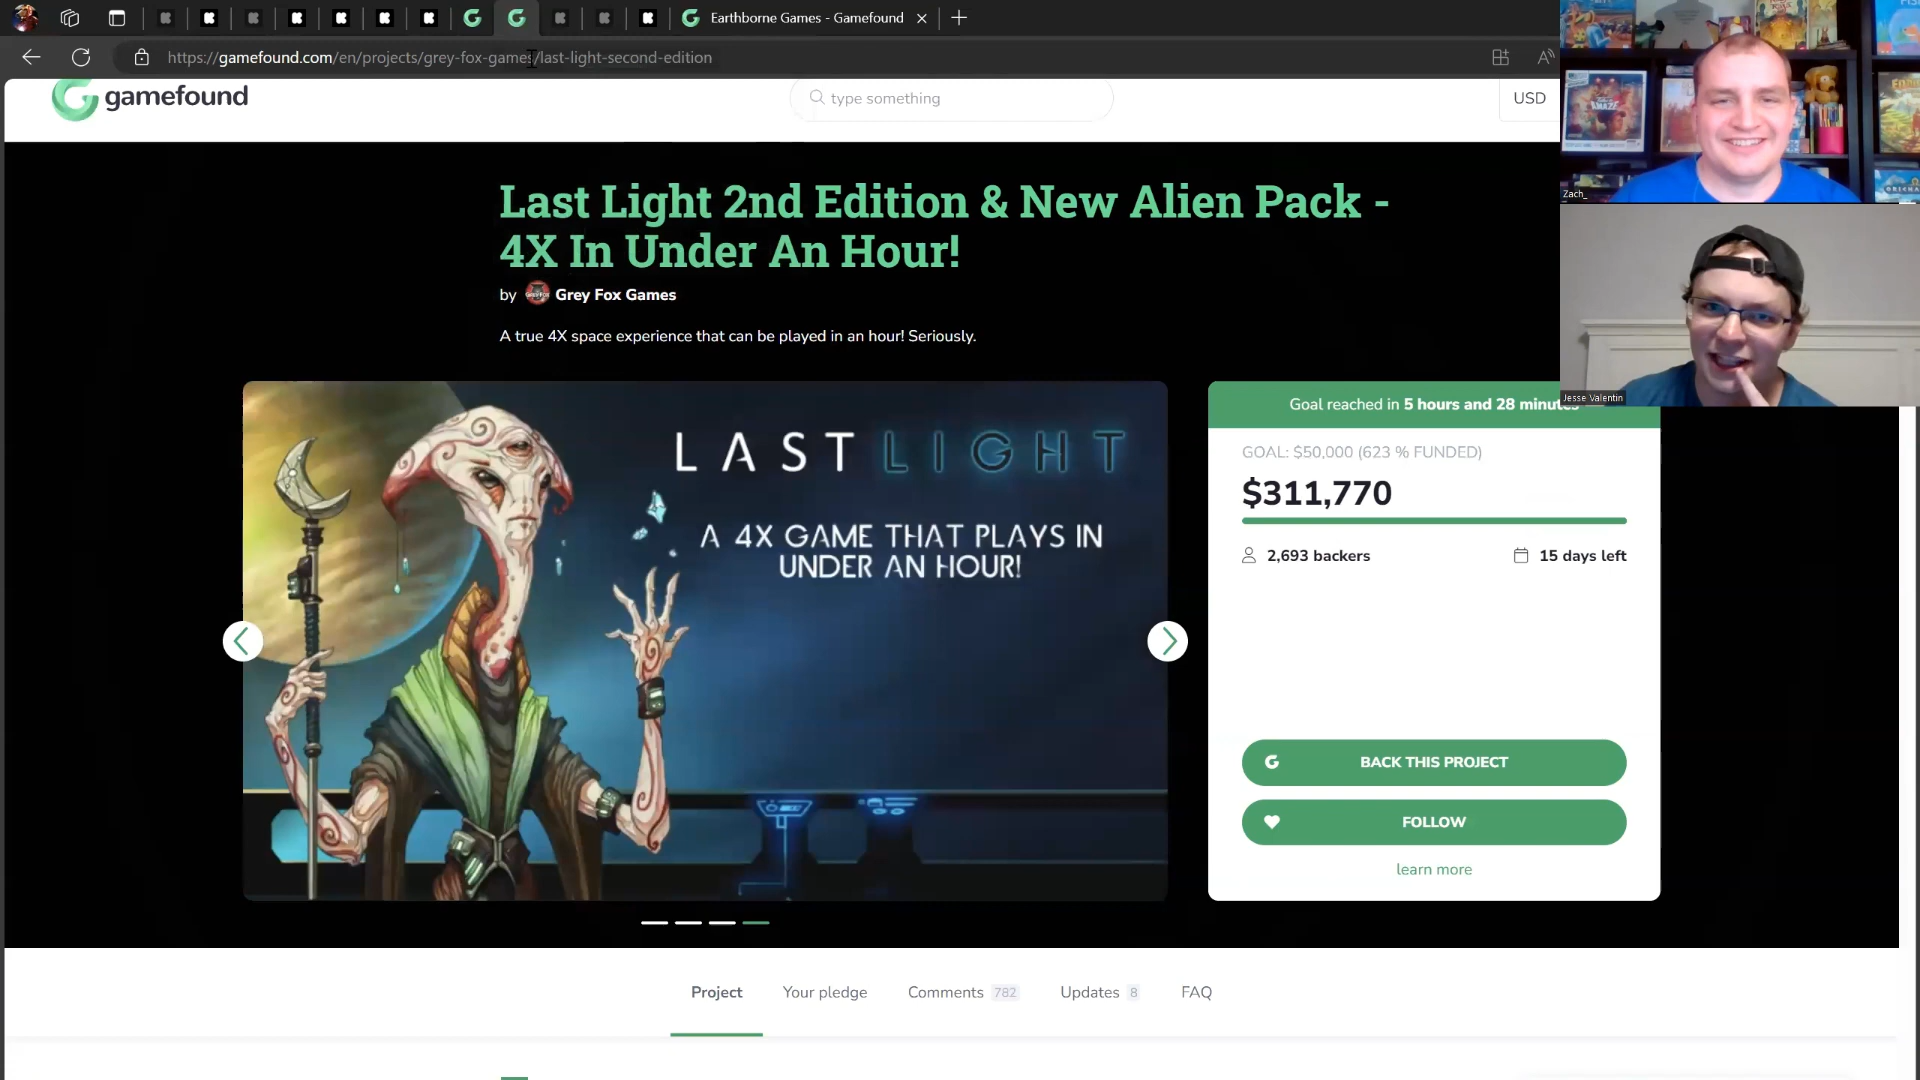 Earthborne Games - Gamefound
https://gamefound.com/en/projects/grey-fox-games/last-light-second-edition
gamefound
type something
USD
Last Light 2nd Edition & New Alien Pack -
4X In Under An Hour!
by Grey Fox Games
A true 4X space experience that can be played in an hour! Seriously.
LAST LIGHT
A 4X GAME THAT PLAYS IN
UNDER AN HOUR!
Goal reached in 5 hours and 28 minutes
GOAL: $50,000 (623 % FUNDED)
$311,770
2,693 backers
15 days left
BACK THIS PROJECT
FOLLOW
learn more
Project
Your pledge
Comments 782
Updates 8
FAQ
Zach_
Jesse Valentin